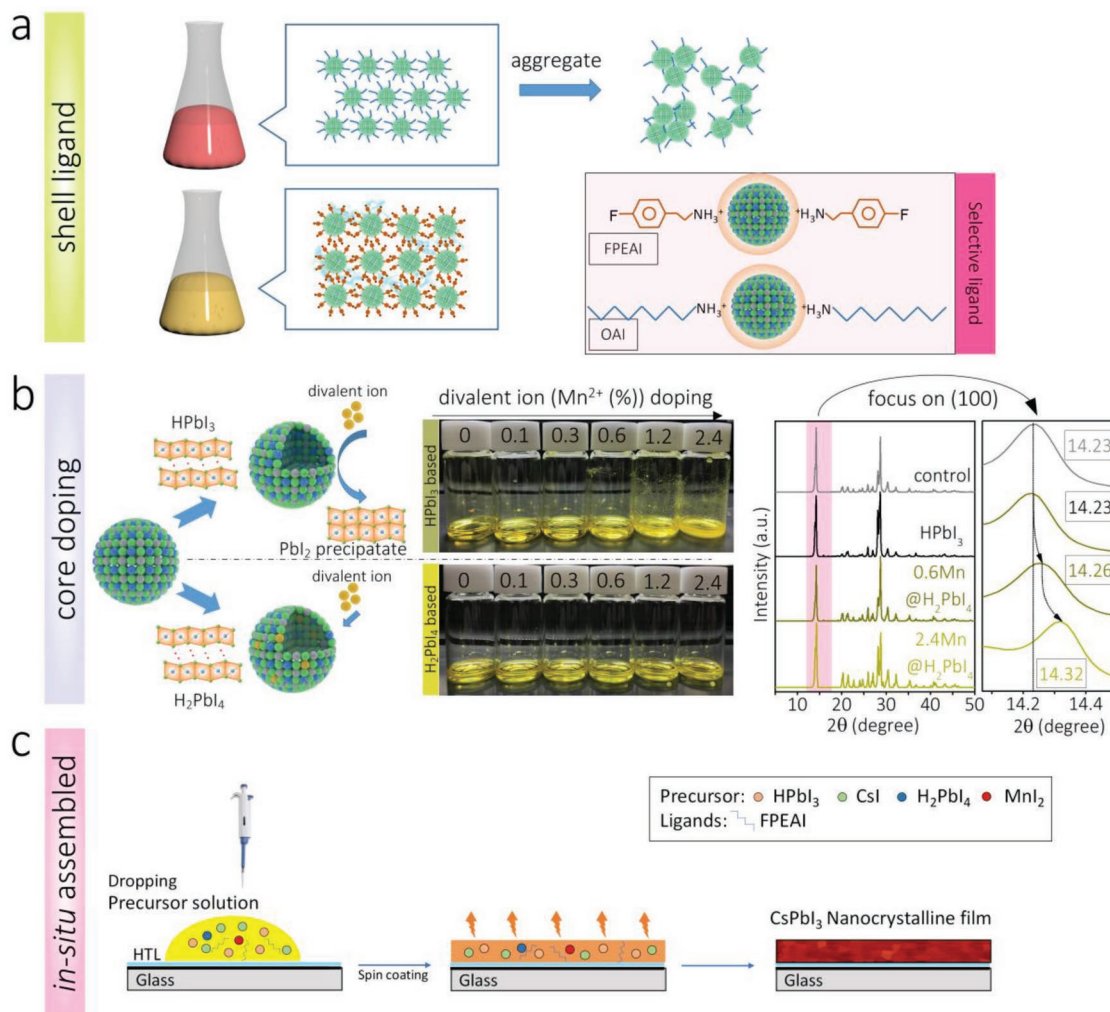 a
shell ligand
aggregate
F
NH₃⁺
⁺H₃N
F
FPEAI
NH₃⁺
⁺H₃N
OAI
Selective ligand
b
core doping
HPbI₃
divalent ion
PbI₂ precipatate
divalent ion
H₂PbI₄
divalent ion (Mn²⁺ (%)) doping
0 0.1 0.3 0.6 1.2 2.4
HPbI₃ based
0 0.1 0.3 0.6 1.2 2.4
H₂PbI₄ based
focus on (100)
Intensity (a.u.)
control
HPbI₃
0.6Mn
@H₂PbI₄
2.4Mn
@H₂PbI₄
5 10 20 30 40 50
2θ (degree)
14.23
14.23
14.26
14.32
14.2 14.4
2θ (degree)
c
in-situ assembled
Precursor: HPbI₃ CsI H₂PbI₄ MnI₂
Ligands: FPEAI
Dropping
Precursor solution
HTL
Glass
Spin coating
Glass
CsPbI₃ Nanocrystalline film
Glass